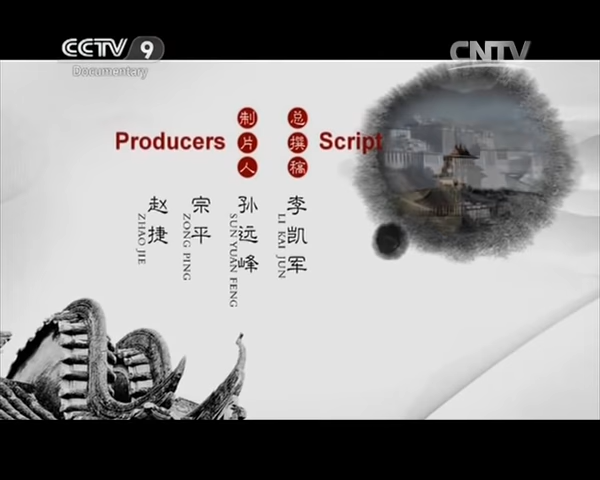 CCTV 9
Documentary
CNTV
Producers
制片人
总撰稿
Script
李凯军
LI KAI JUN
孙远峰
SUN YUAN FENG
宗平
ZONG PING
赵捷
ZHAO JIE